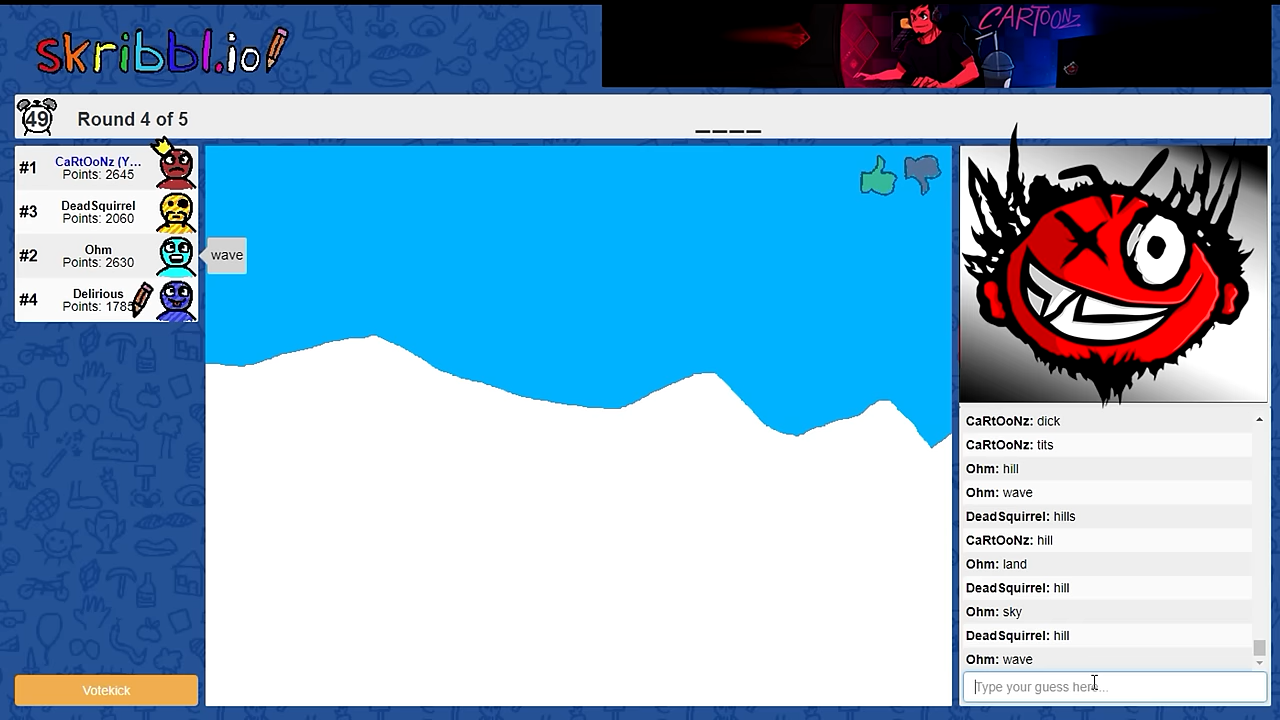 skribbl.io
CARTOONZ
49
Round 4 of 5
_ _ _ _
#1
CaRtOoNz (Y...
Points: 2645
#3
DeadSquirrel
Points: 2060
#2
Ohm
Points: 2630
wave
#4
Delirious
Points: 1785
CaRtOoNz: dick
CaRtOoNz: tits
Ohm: hill
Ohm: wave
DeadSquirrel: hills
CaRtOoNz: hill
Ohm: land
DeadSquirrel: hill
Ohm: sky
DeadSquirrel: hill
Ohm: wave
Type your guess here...
Votekick